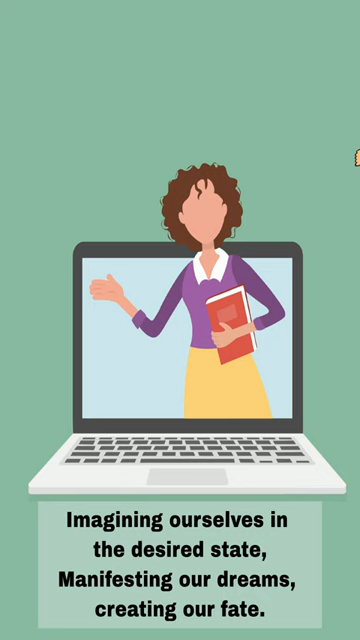 Imagining ourselves in
the desired state,
Manifesting our dreams,
creating our fate.